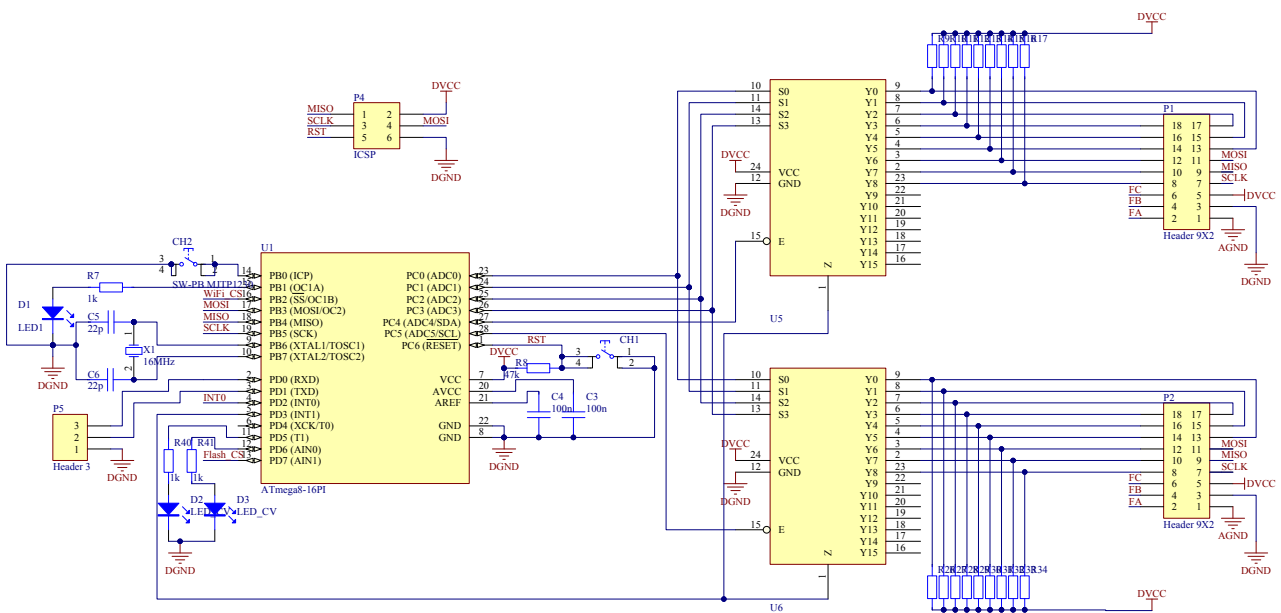 DVCC
P4
DVCC
MISO 1 2
SCLK 3 4 MOSI
RST 5 6
ICSP
DGND
10 S0 Y0 9
11 S1 Y1 8
14 S2 Y2 7
13 S3 Y3 6
Y4 5
Y5 4
Y6 3
DVCC
24 VCC Y7 2
12 GND Y8 23
Y9 22
DGND
Y10 21
Y11 20
Y12 19
15 E Y13 18
Y14 17
Y15 16
Z
1
U5
P1
18 17
16 15
14 13
12 11 MOSI
10 9 MISO
8 7 SCLK
FC 6 5 DVCC
FB 4 3
FA 2 1
Header 9X2
AGND
DGND
U1
14 PB0 (ICP) PC0 (ADC0) 23
15 PB1 (OC1A) PC1 (ADC1) 24
WiFi_CS 16 PB2 (SS/OC1B) PC2 (ADC2) 25
MOSI 17 PB3 (MOSI/OC2) PC3 (ADC3) 26
MISO 18 PB4 (MISO) PC4 (ADC4/SDA) 27
SCLK 19 PB5 (SCK) PC5 (ADC5/SCL) 28
9 PB6 (XTAL1/TOSC1) PC6 (RESET) 1
10 PB7 (XTAL2/TOSC2)
2 PD0 (RXD) VCC 7
3 PD1 (TXD) AVCC 20
INT0 4 PD2 (INT0) AREF 21
5 PD3 (INT1)
6 PD4 (XCK/T0) GND 22
11 PD5 (T1) GND 8
12 PD6 (AIN0)
Flash_CS 13 PD7 (AIN1)
ATmega8-16PI
CH2
3 1
4 2
SW-PB MJTP
R7
1k
D1
LED1
DGND
C5
22p
1
X1
16MHz
2
C6
22p
P5
3
2
1
Header 3
DGND
R40 R41
1k 1k
D2 D3
LED_CV
DGND
RST
CH1
3 1
4 2
DVCC
R8
47k
C4
100n
C3
100n
DGND
10 S0 Y0 9
11 S1 Y1 8
14 S2 Y2 7
13 S3 Y3 6
Y4 5
Y5 4
Y6 3
DVCC
24 VCC Y7 2
12 GND Y8 23
Y9 22
DGND
Y10 21
Y11 20
Y12 19
15 E Y13 18
Y14 17
Y15 16
Z
1
U6
P2
18 17
16 15
14 13
12 11 MOSI
10 9 MISO
8 7 SCLK
FC 6 5 DVCC
FB 4 3
FA 2 1
Header 9X2
AGND
DGND
DVCC